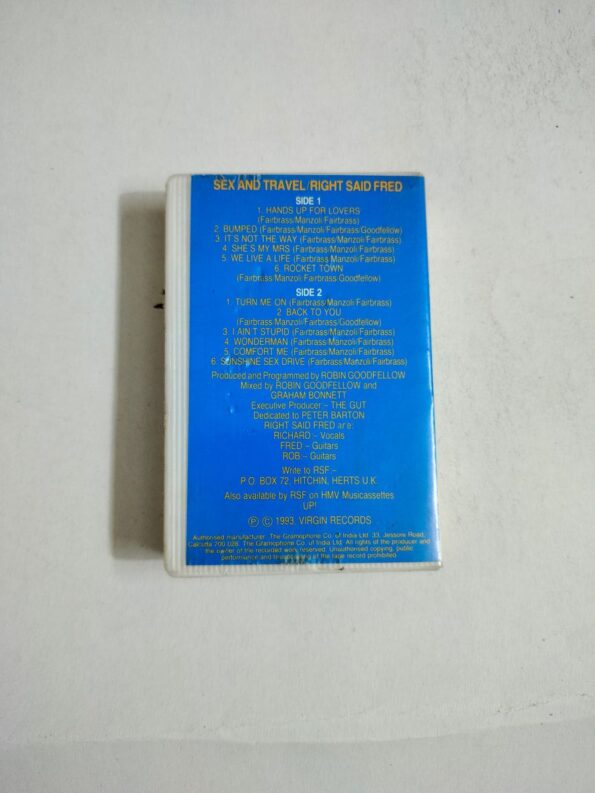 SEX AND TRAVEL/RIGHT SAID FRED
SIDE 1
1. HANDS UP FOR LOVERS
(Fairbrass/Manzoli/Fairbrass)
2. BUMPED (Fairbrass/Manzoli/Fairbrass/Goodfellow)
3. IT'S NOT THE WAY (Fairbrass/Manzoli/Fairbrass)
4. SHE'S MY MRS (Fairbrass/Manzoli/Fairbrass)
5. WE LIVE A LIFE (Fairbrass/Manzoli/Fairbrass)
6. ROCKET TOWN
(Fairbrass/Manzoli/Fairbrass/Goodfellow)
SIDE 2
1. TURN ME ON (Fairbrass/Manzoli/Fairbrass)
2. BACK TO YOU
(Fairbrass/Manzoli/Fairbrass/Goodfellow)
3. I AIN'T STUPID (Fairbrass/Manzoli/Fairbrass)
4. WONDERMAN (Fairbrass/Manzoli/Fairbrass)
5. COMFORT ME (Fairbrass/Manzoli/Fairbrass)
6. SUNSHINE SEX DRIVE (Fairbrass/Manzoli/Fairbrass)
Produced and Programmed by ROBIN GOODFELLOW
Mixed by ROBIN GOODFELLOW and
GRAHAM BONNETT
Executive Producer:– THE GUT
Dedicated to PETER BARTON
RIGHT SAID FRED are:
RICHARD:– Vocals
FRED:– Guitars
ROB:– Guitars
Write to RSF:–
P.O. BOX 72, HITCHIN, HERTS U.K.
Also available by RSF on HMV Musicassettes
UP!
Ⓟ © 1993, VIRGIN RECORDS
Authorised manufacturer: The Gramophone Co. of India Ltd. 33, Jessore Road,
Calcutta 700 028. The Gramophone Co. of India Ltd. All rights of the producer and
the owner of the recorded work reserved. Unauthorised copying, public
performance and broadcasting of the tape record prohibited.